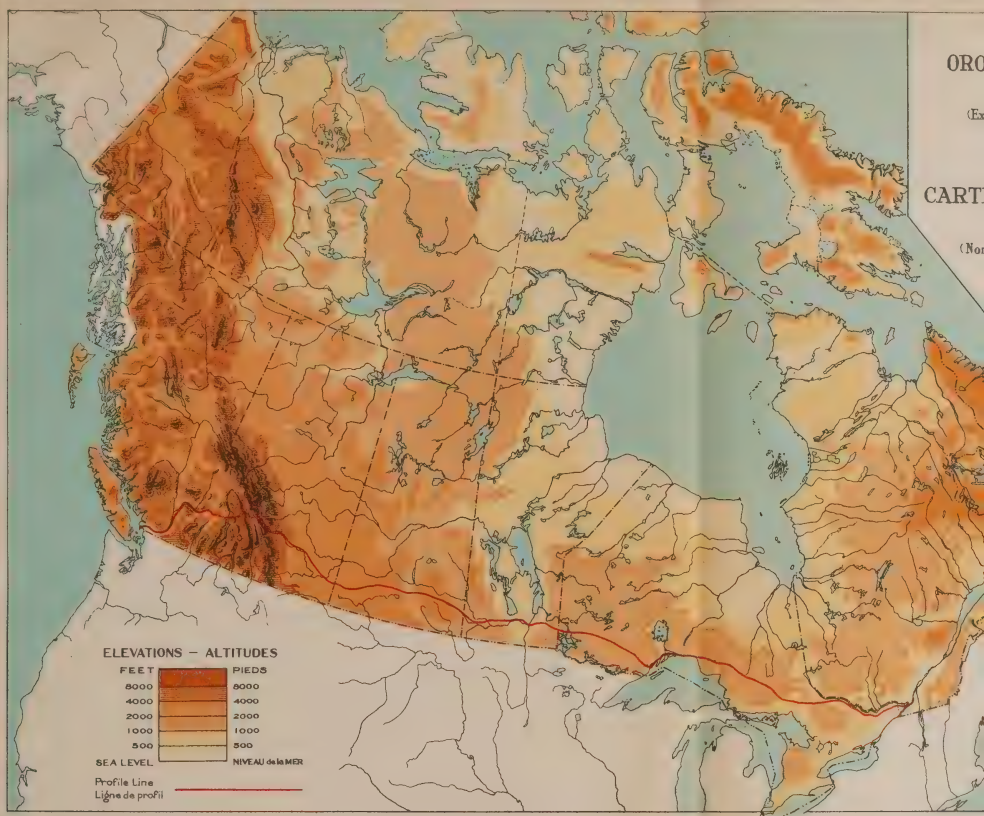 ORO
(Ex
CARTE
(Nor
ELEVATIONS – ALTITUDES
FEET PIEDS
8000 8000
4000 4000
2000 2000
1000 1000
500 500
SEA LEVEL NIVEAU de la MER
Profile Line
Ligne de profil